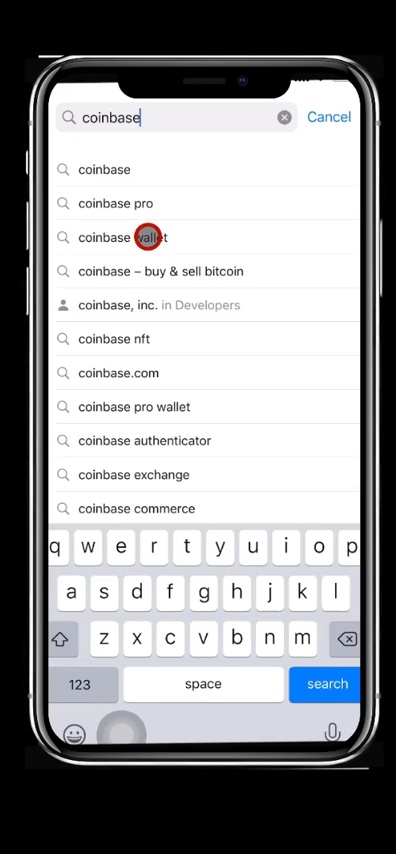 coinbase
Cancel
coinbase
coinbase pro
coinbase wallet
coinbase – buy & sell bitcoin
coinbase, inc. in Developers
coinbase nft
coinbase.com
coinbase pro wallet
coinbase authenticator
coinbase exchange
coinbase commerce
q w e r t y u i o p
a s d f g h j k l
z x c v b n m
123 space search